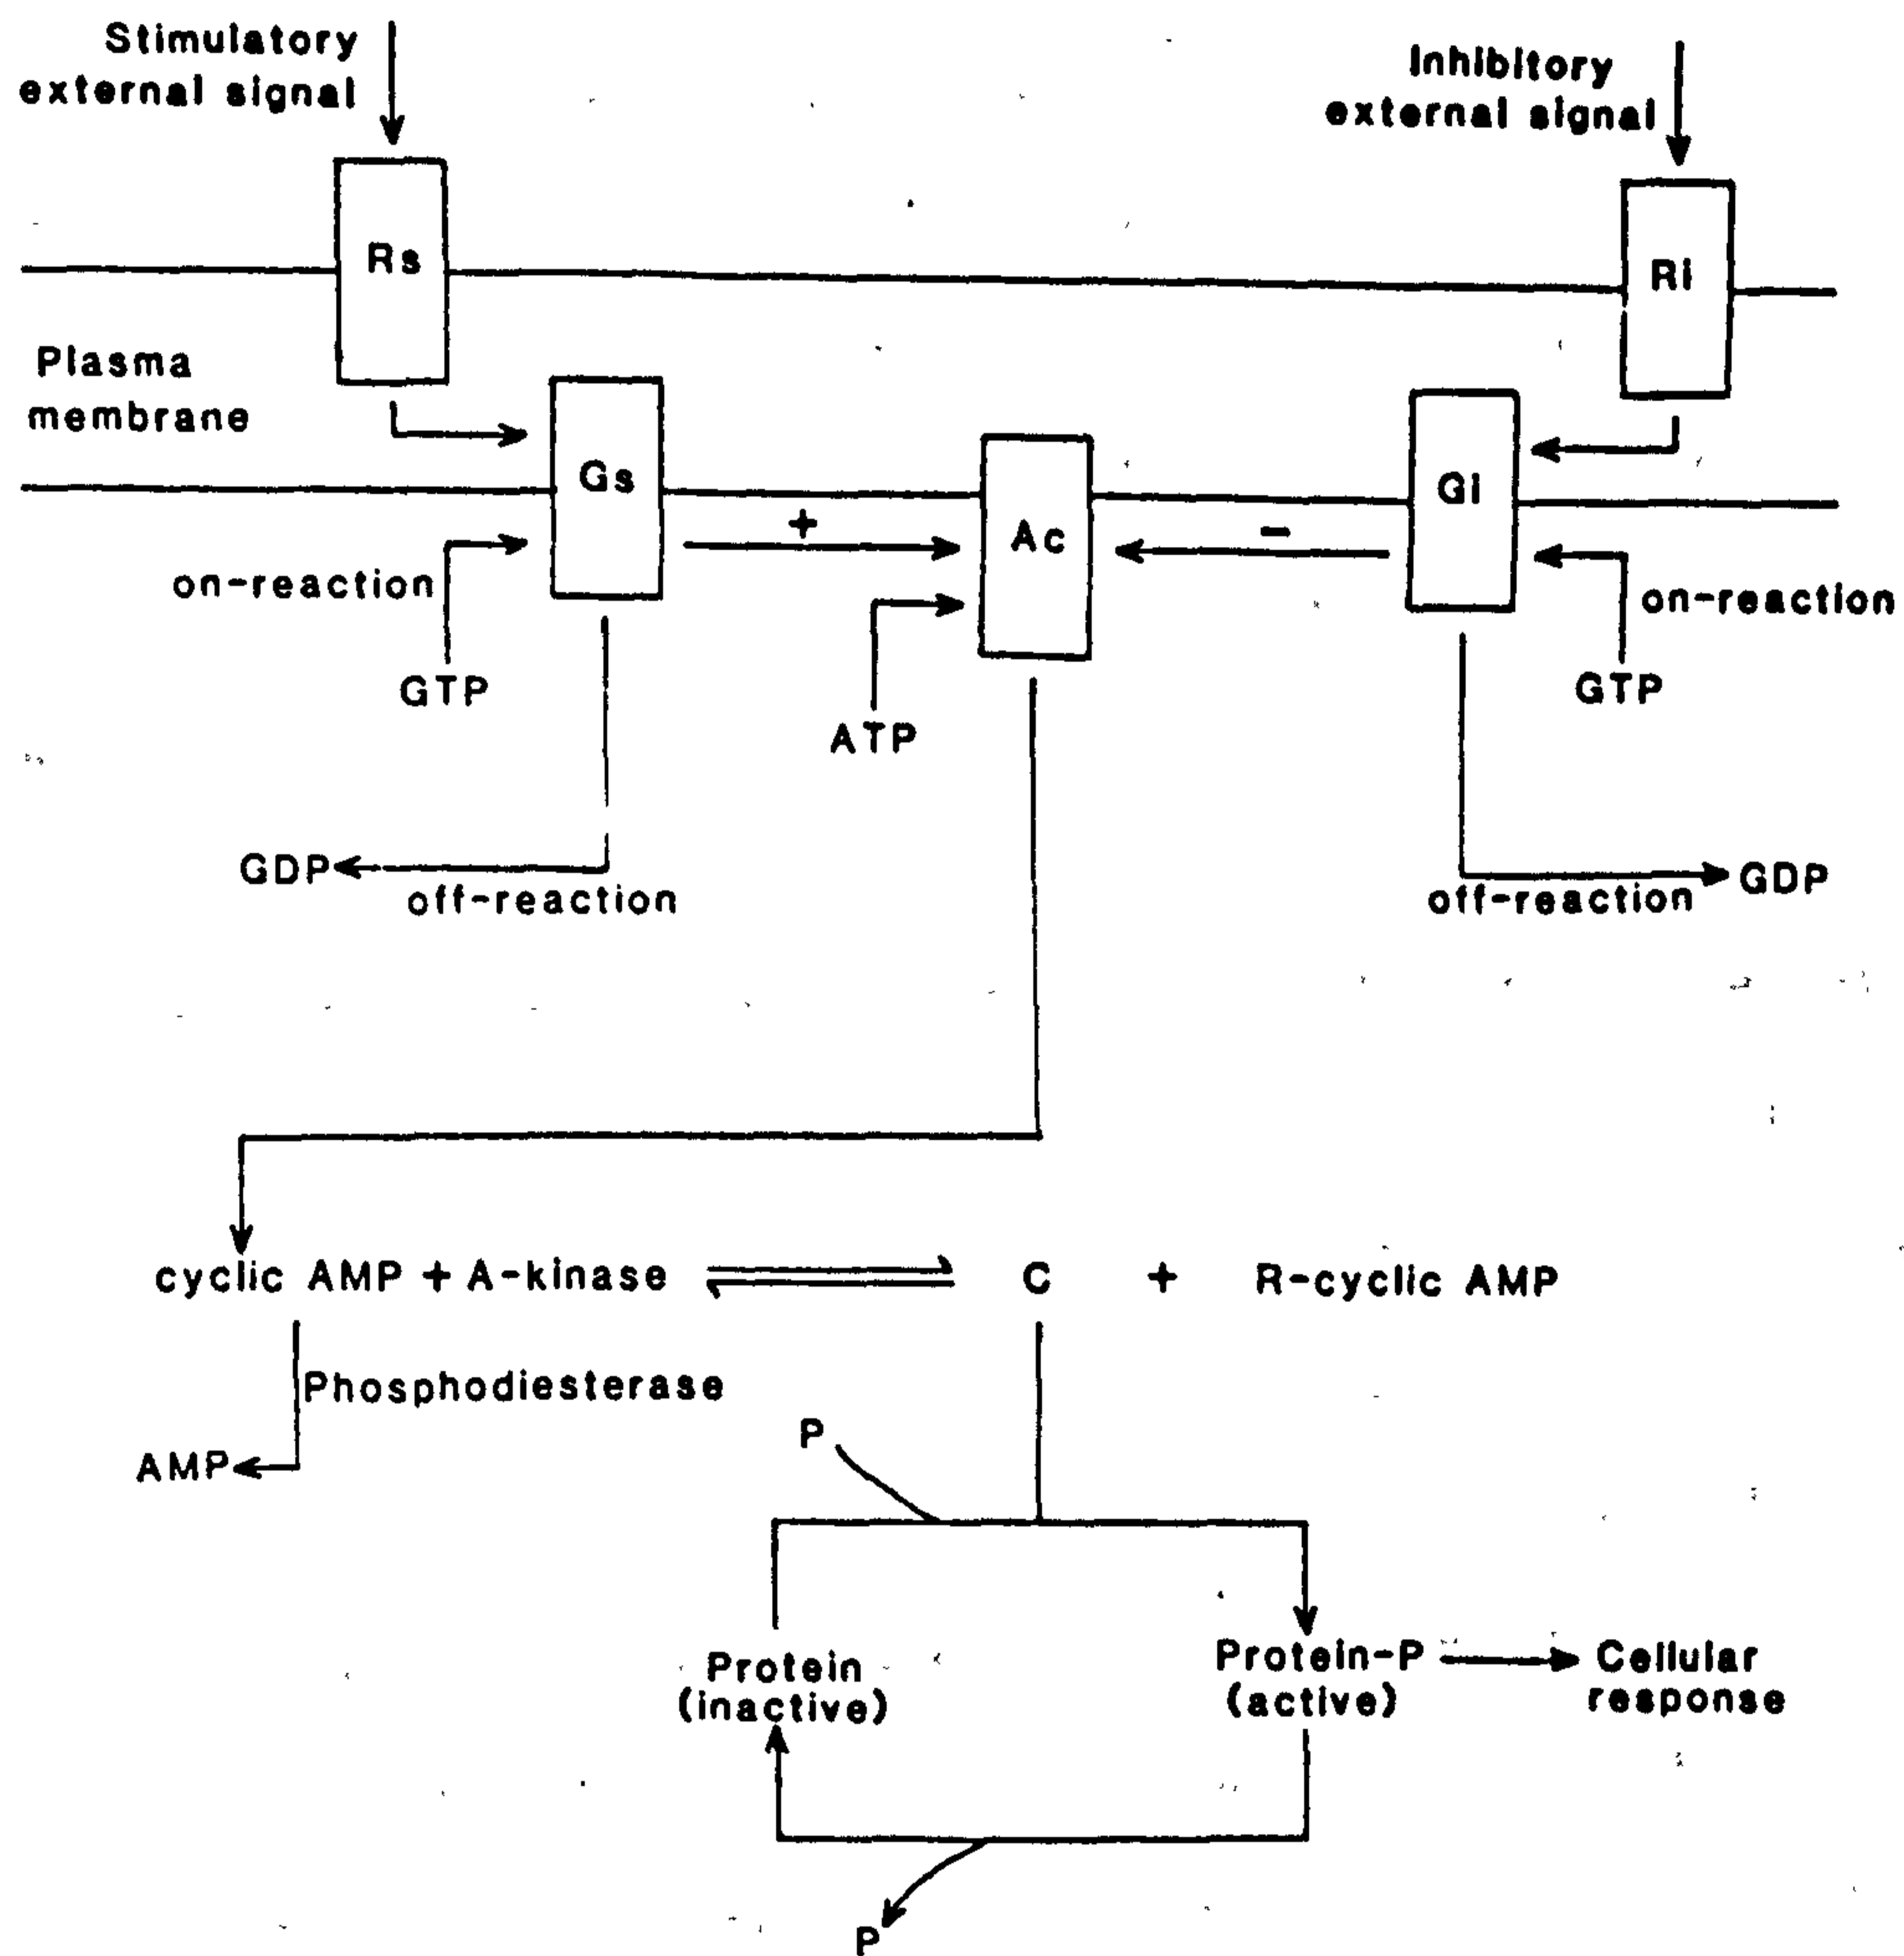 Stimulatory
external signal
Inhibitory
external signal
Rs
Ri
Plasma
membrane
Gs
Gi
+
-
Ac
on-reaction
on-reaction
GTP
ATP
GTP
GDP
off-reaction
off-reaction
GDP
cyclic AMP + A-kinase
C + R-cyclic AMP
Phosphodiesterase
AMP
P
Protein
(inactive)
Protein-P
(active)
Cellular
response
P